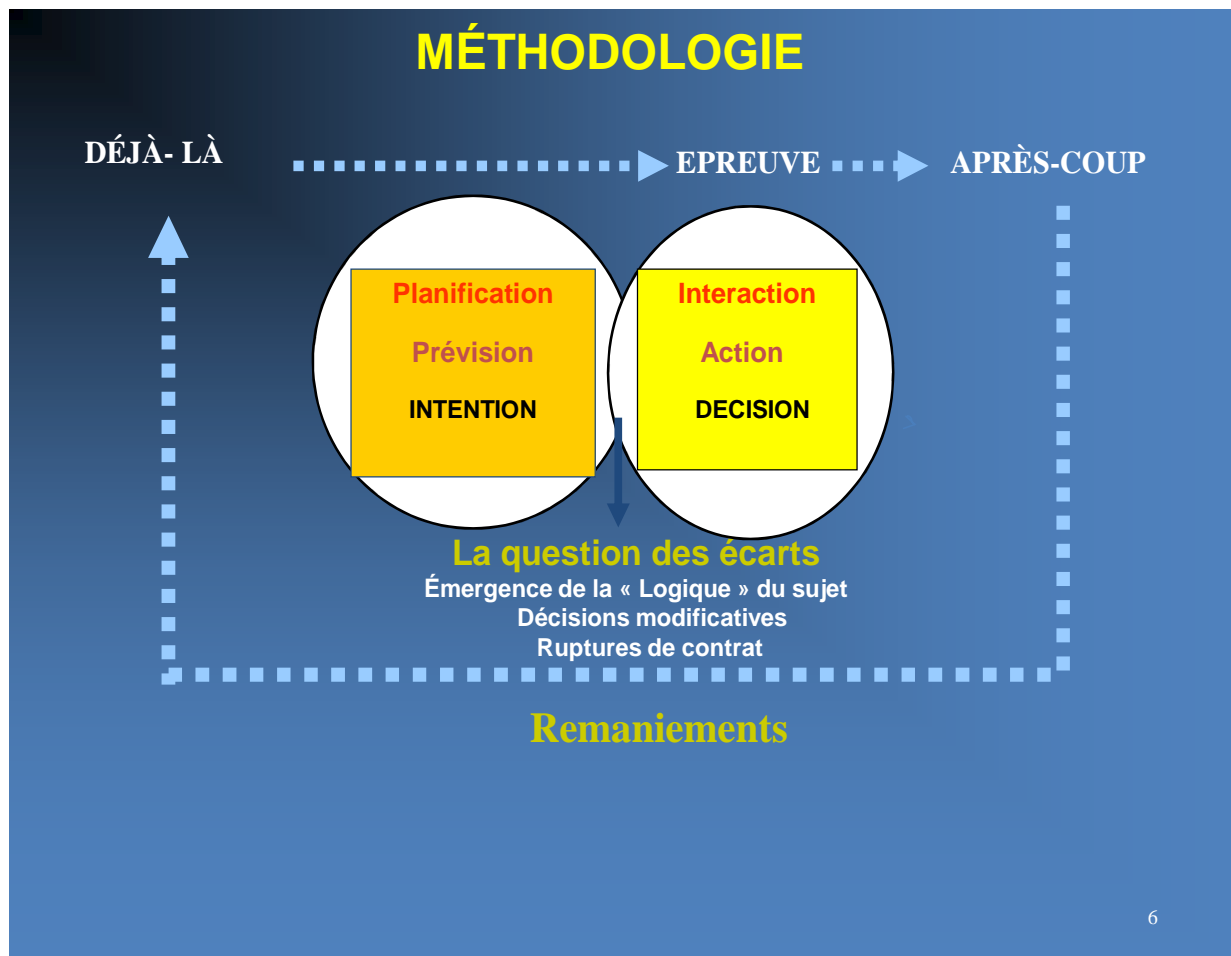 MÉTHODOLOGIE
DÉJÀ- LÀ
EPREUVE
APRÈS-COUP
Planification
Prévision
INTENTION
Interaction
Action
DECISION
La question des écarts
Émergence de la « Logique » du sujet
Décisions modificatives
Ruptures de contrat
Remaniements
6